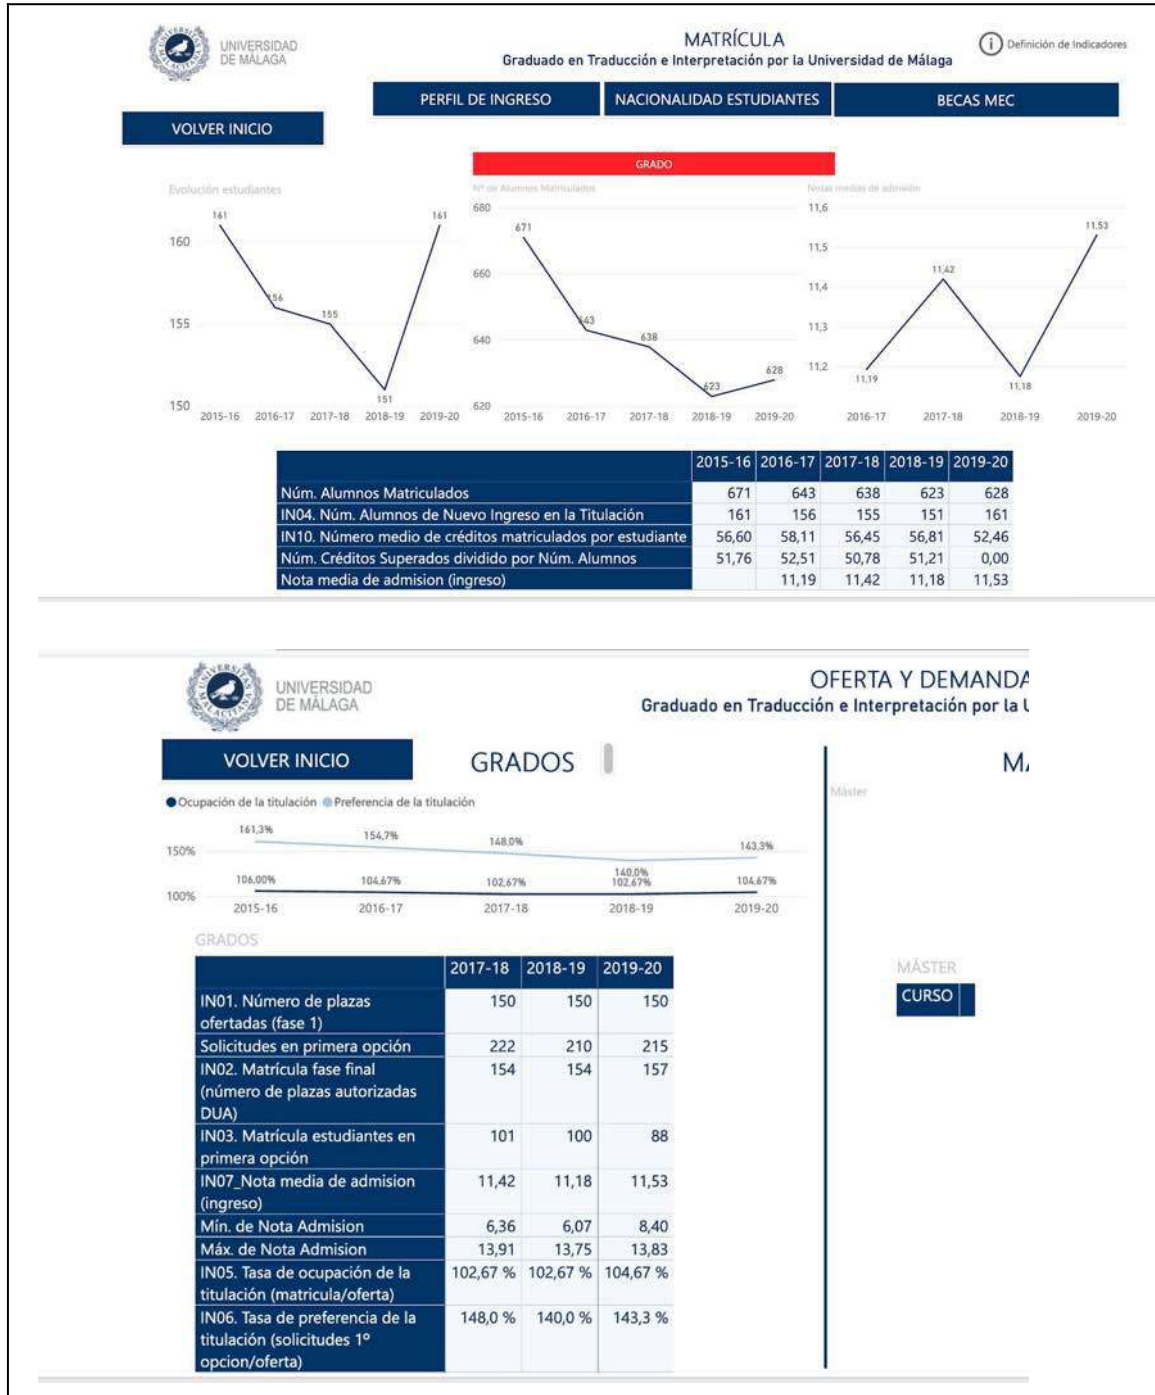 UNIVERSIDAD
DE MÁLAGA
MATRÍCULA
Graduado en Traducción e Interpretación por la Universidad de Málaga
i Definición de Indicadores
PERFIL DE INGRESO NACIONALIDAD ESTUDIANTES BECAS MEC
VOLVER INICIO
GRADO
Evolución estudiantes
161
160
156
155
155
151
161
150
2015-16 2016-17 2017-18 2018-19 2019-20
Nº de Alumnos Matriculados
680
671
660
643
640
638
623
628
620
2015-16 2016-17 2017-18 2018-19 2019-20
Notas medias de admisión
11,6
11,53
11,5
11,42
11,4
11,3
11,2
11,19
11,18
2016-17 2017-18 2018-19 2019-20
2015-16 2016-17 2017-18 2018-19 2019-20
Núm. Alumnos Matriculados 671 643 638 623 628
IN04. Núm. Alumnos de Nuevo Ingreso en la Titulación 161 156 155 151 161
IN10. Número medio de créditos matriculados por estudiante 56,60 58,11 56,45 56,81 52,46
Núm. Créditos Superados dividido por Núm. Alumnos 51,76 52,51 50,78 51,21 0,00
Nota media de admision (ingreso) 11,19 11,42 11,18 11,53
UNIVERSIDAD
DE MÁLAGA
OFERTA Y DEMANDA
Graduado en Traducción e Interpretación por la U
VOLVER INICIO
GRADOS
Ocupación de la titulación Preferencia de la titulación
161,3% 154,7% 148,0% 140,0% 143,3%
150%
106,00% 104,67% 102,67% 102,67% 104,67%
100%
2015-16 2016-17 2017-18 2018-19 2019-20
GRADOS
2017-18 2018-19 2019-20
IN01. Número de plazas 150 150 150
ofertadas (fase 1)
Solicitudes en primera opción 222 210 215
IN02. Matrícula fase final 154 154 157
(número de plazas autorizadas
DUA)
IN03. Matrícula estudiantes en 101 100 88
primera opción
IN07_Nota media de admision 11,42 11,18 11,53
(ingreso)
Mín. de Nota Admision 6,36 6,07 8,40
Máx. de Nota Admision 13,91 13,75 13,83
IN05. Tasa de ocupación de la 102,67 % 102,67 % 104,67 %
titulación (matricula/oferta)
IN06. Tasa de preferencia de la 148,0 % 140,0 % 143,3 %
titulación (solicitudes 1º
opcion/oferta)
MÁ
Máster
MÁSTER
CURSO